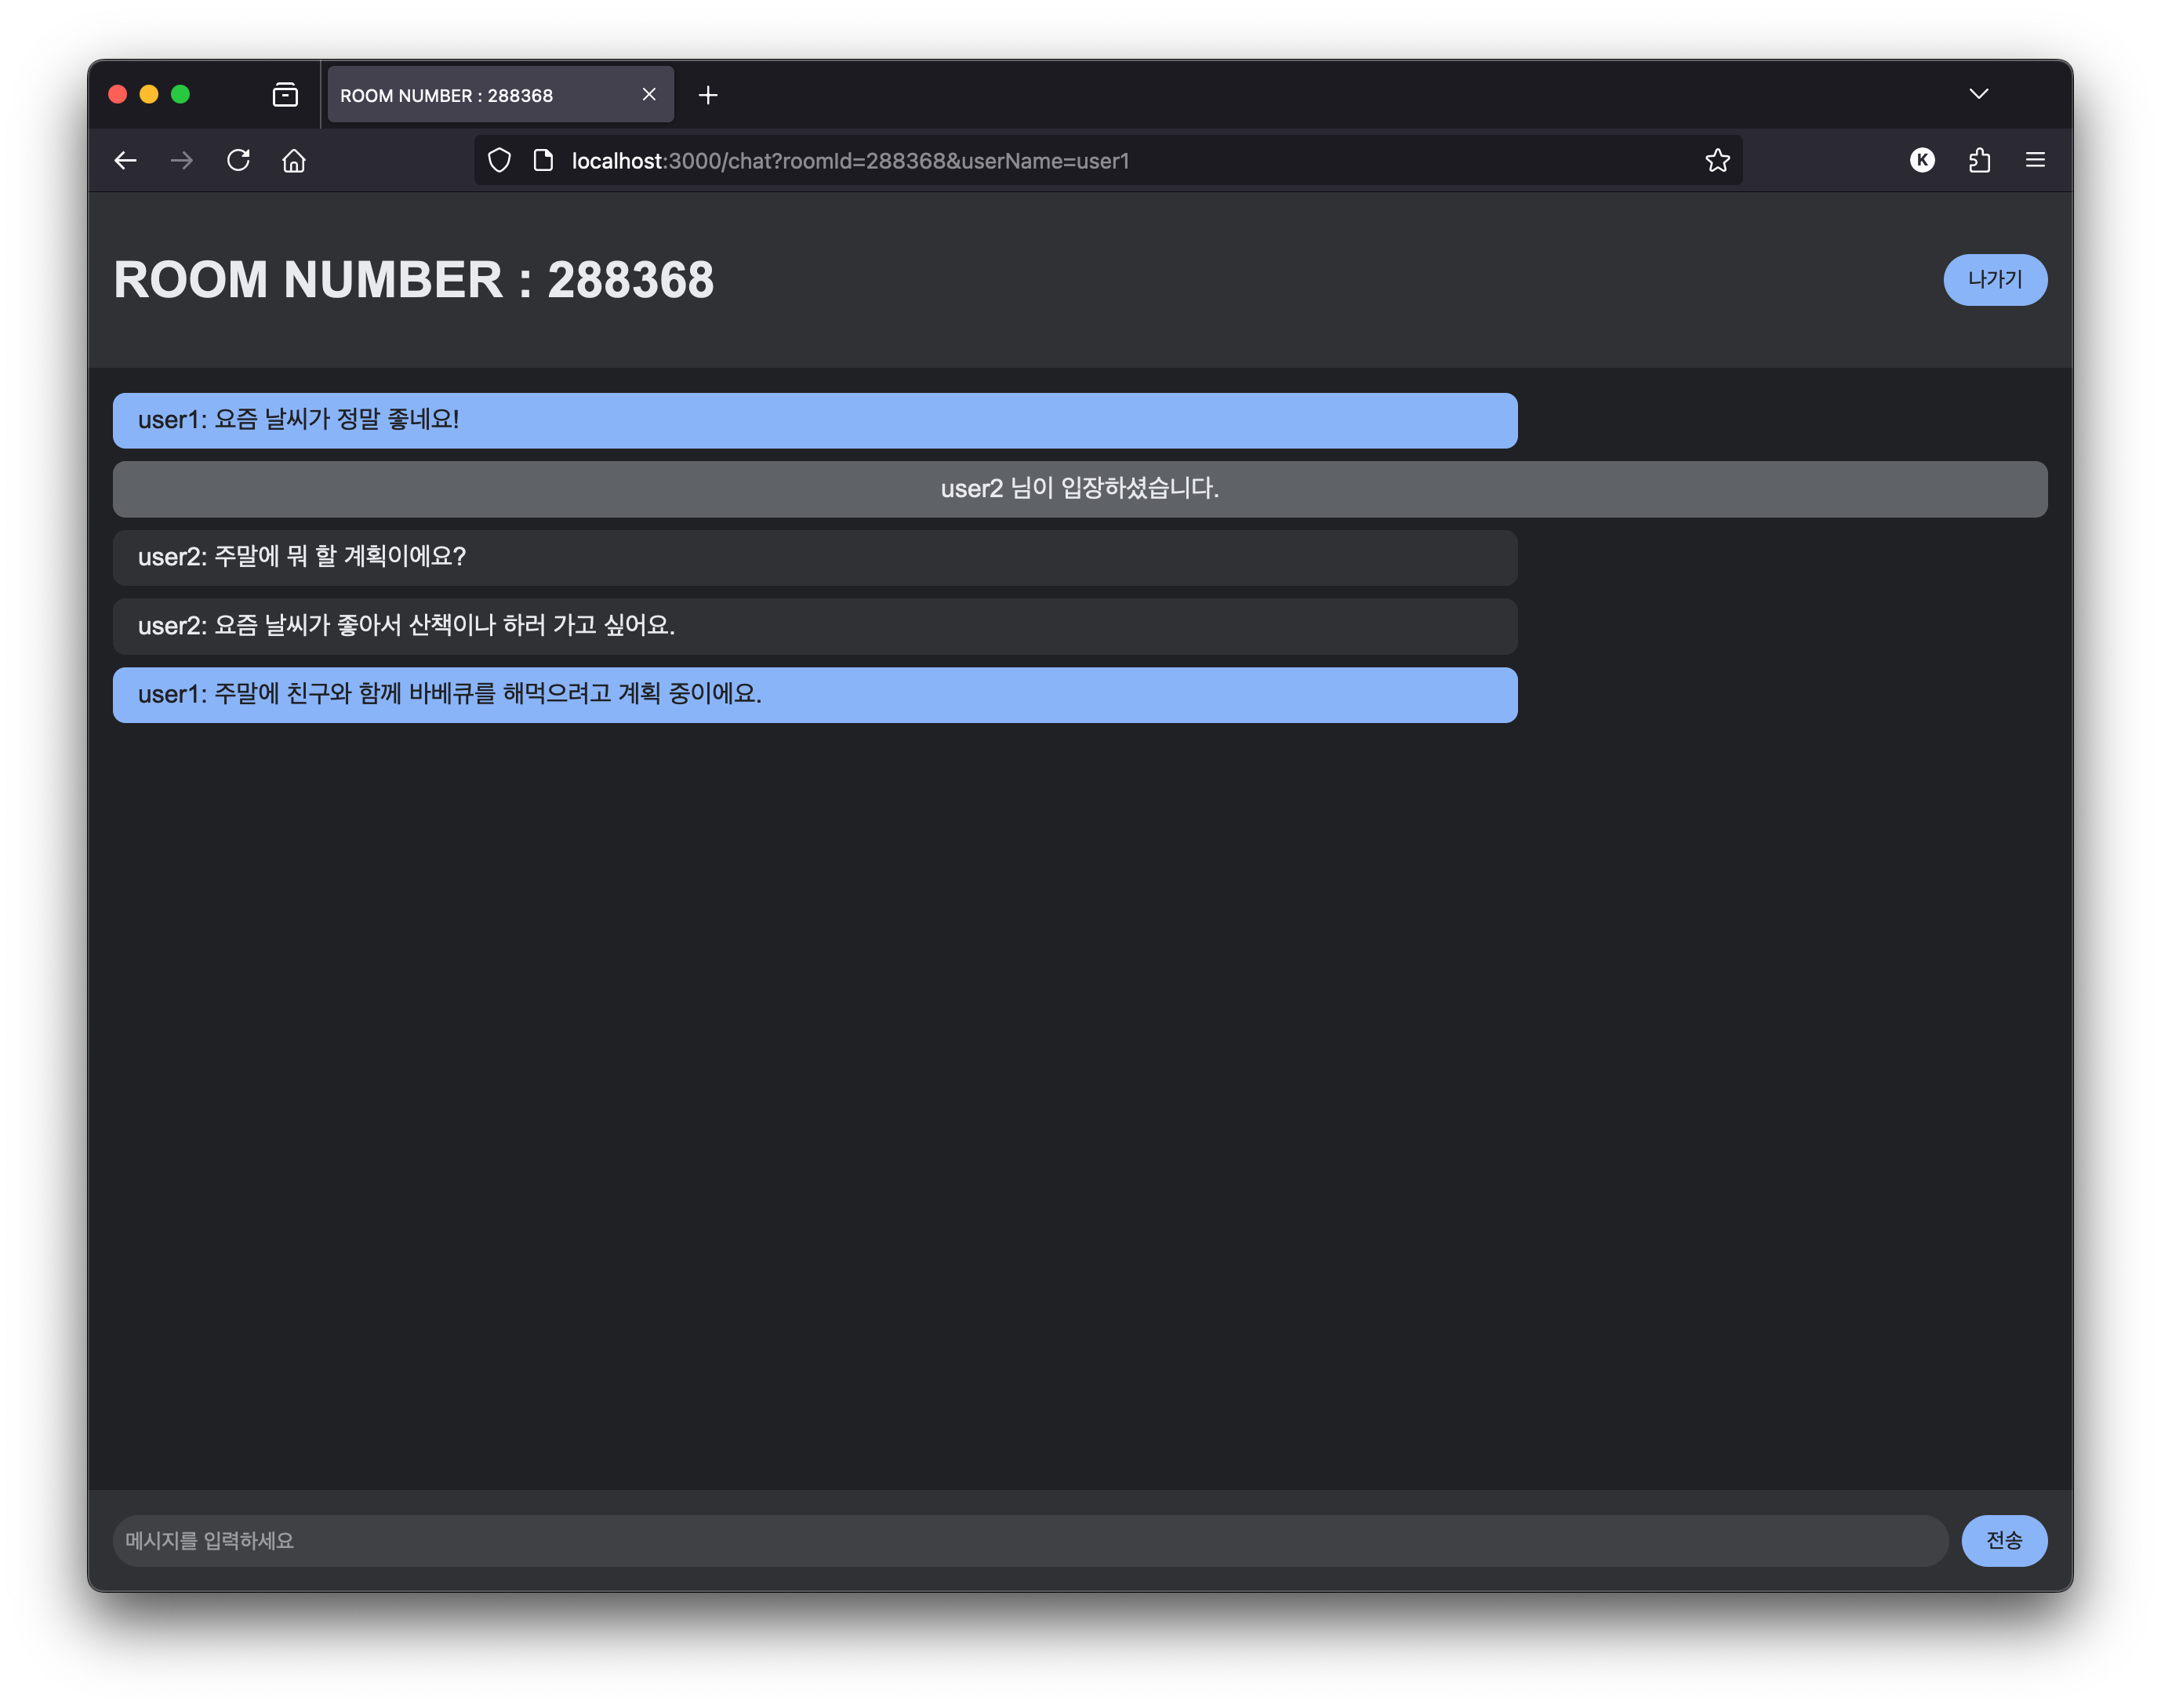 ROOM NUMBER : 288368
localhost:3000/chat?roomId=288368&userName=user1
K
ROOM NUMBER : 288368
나가기
user1: 요즘 날씨가 정말 좋네요!
user2 님이 입장하셨습니다.
user2: 주말에 뭐 할 계획이에요?
user2: 요즘 날씨가 좋아서 산책이나 하러 가고 싶어요.
user1: 주말에 친구와 함께 바베큐를 해먹으려고 계획 중이에요.
메시지를 입력하세요
전송